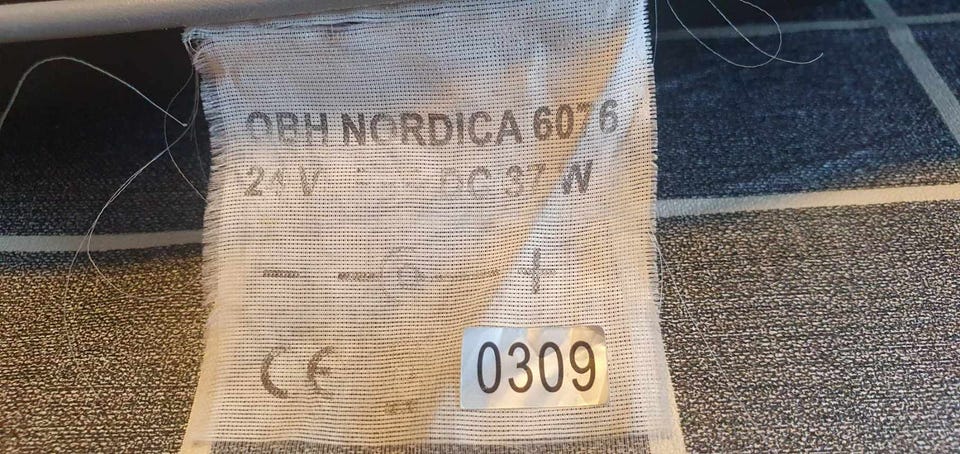 OBH NORDICA 6076
24 V DC 37 W
- +
CE
0309